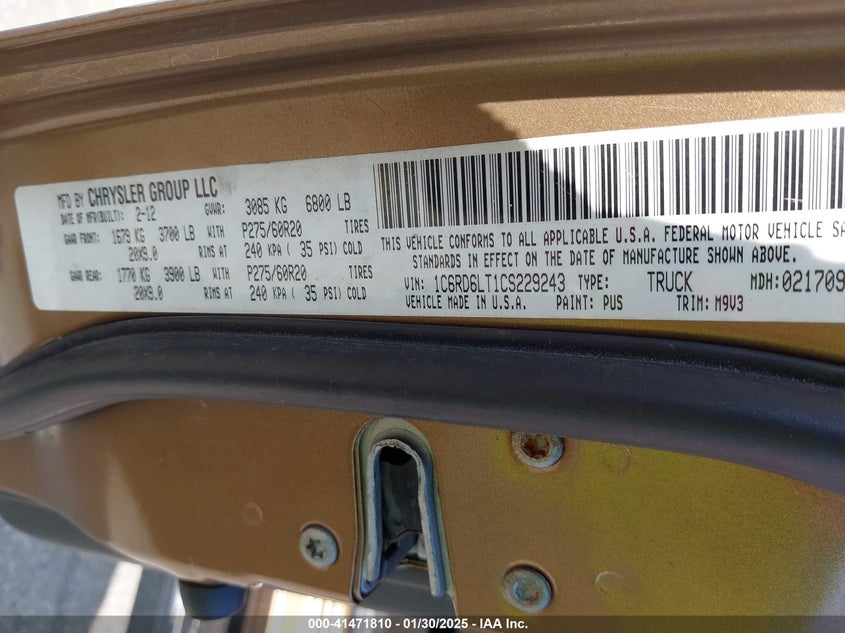 MFD BY CHRYSLER GROUP LLC
DATE OF MFR(BUILT): 2-12 GVWR: 3085 KG 6800 LB
GAWR FRONT: 1679 KG 3700 LB WITH P275/60R20 TIRES
20X9.0 RIMS AT 240 KPA ( 35 PSI) COLD
GAWR REAR: 1770 KG 3900 LB WITH P275/60R20 TIRES
20X9.0 RIMS AT 240 KPA ( 35 PSI) COLD
THIS VEHICLE CONFORMS TO ALL APPLICABLE U.S.A. FEDERAL MOTOR VEHICLE SA
STANDARDS IN EFFECT ON THE DATE OF MANUFACTURE SHOWN ABOVE.
VIN: 1C6RD6LT1CS229243 TYPE: TRUCK MDH: 021709
VEHICLE MADE IN U.S.A. PAINT: PUS TRIM: M9V3
000-41471810 - 01/30/2025 - IAA Inc.